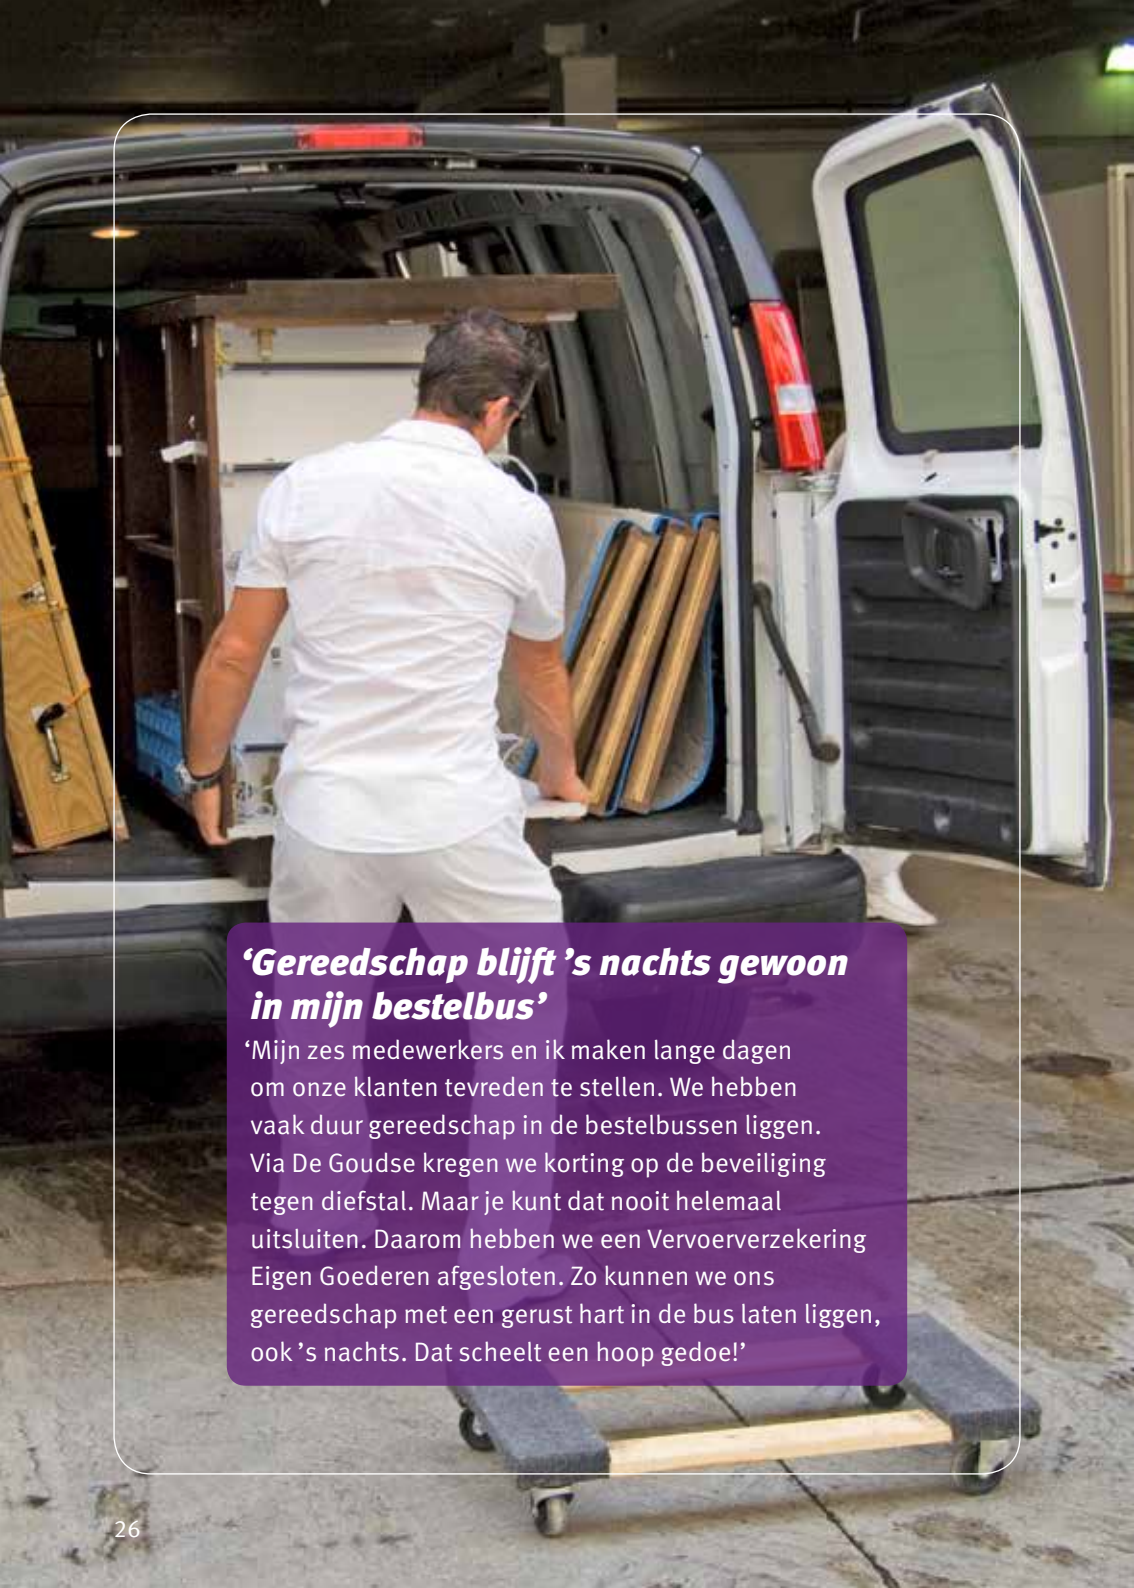 ‘Gereedschap blijft ’s nachts gewoon
in mijn bestelbus’
‘Mijn zes medewerkers en ik maken lange dagen
om onze klanten tevreden te stellen. We hebben
vaak duur gereedschap in de bestelbussen liggen.
Via De Goudse kregen we korting op de beveiliging
tegen diefstal. Maar je kunt dat nooit helemaal
uitsluiten. Daarom hebben we een Vervoerverzekering
Eigen Goederen afgesloten. Zo kunnen we ons
gereedschap met een gerust hart in de bus laten liggen,
ook ’s nachts. Dat scheelt een hoop gedoe!’
26